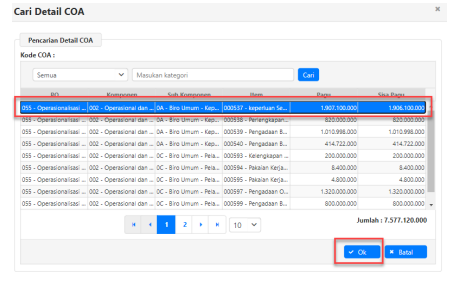 Cari Detail COA ×
Pencarian Detail COA
Kode COA :
Semua Masukan kategori Cari
RO Komponen Sub Komponen Item Pagu Sisa Pagu
055 - Operasionalisasi ... 002 - Operasional dan ... 0A - Biro Umum - Kep... 000537 - keperluan Se... 1.907.100.000 1.906.100.000
055 - Operasionalisasi ... 002 - Operasional dan ... 0A - Biro Umum - Kep... 000538 - Perlengkapan... 820.000.000 820.000.000
055 - Operasionalisasi ... 002 - Operasional dan ... 0A - Biro Umum - Kep... 000539 - Pengadaan B... 1.010.998.000 1.010.998.000
055 - Operasionalisasi ... 002 - Operasional dan ... 0A - Biro Umum - Kep... 000540 - Pengadaan B... 414.722.000 414.722.000
055 - Operasionalisasi ... 002 - Operasional dan ... 0C - Biro Umum - Pela... 000593 - Kelengkapan ... 200.000.000 200.000.000
055 - Operasionalisasi ... 002 - Operasional dan ... 0C - Biro Umum - Pela... 000594 - Pakaian Kerja... 8.400.000 8.400.000
055 - Operasionalisasi ... 002 - Operasional dan ... 0C - Biro Umum - Pela... 000595 - Pakaian Kerja... 4.800.000 4.800.000
055 - Operasionalisasi ... 002 - Operasional dan ... 0C - Biro Umum - Pela... 000597 - Pengadaan O... 1.320.000.000 1.320.000.000
055 - Operasionalisasi ... 002 - Operasional dan ... 0C - Biro Umum - Pela... 000599 - Pengadaan B... 800.000.000 800.000.000
1 2 10 Jumlah : 7.577.120.000
Ok Batal